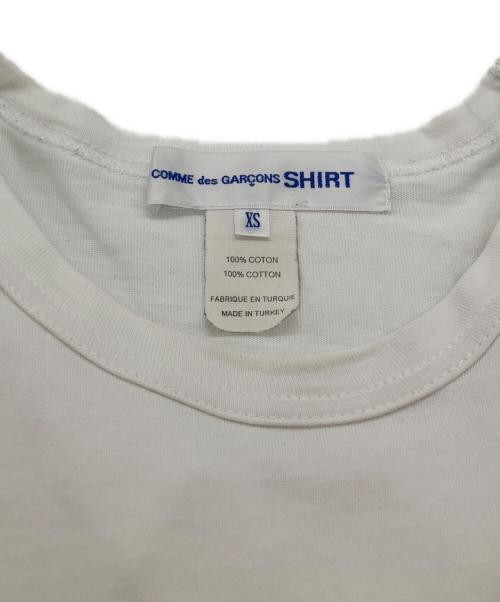 COMME des GARÇONS SHIRT
XS
100% COTON
100% COTTON
FABRIQUE EN TURQUIE
MADE IN TURKEY